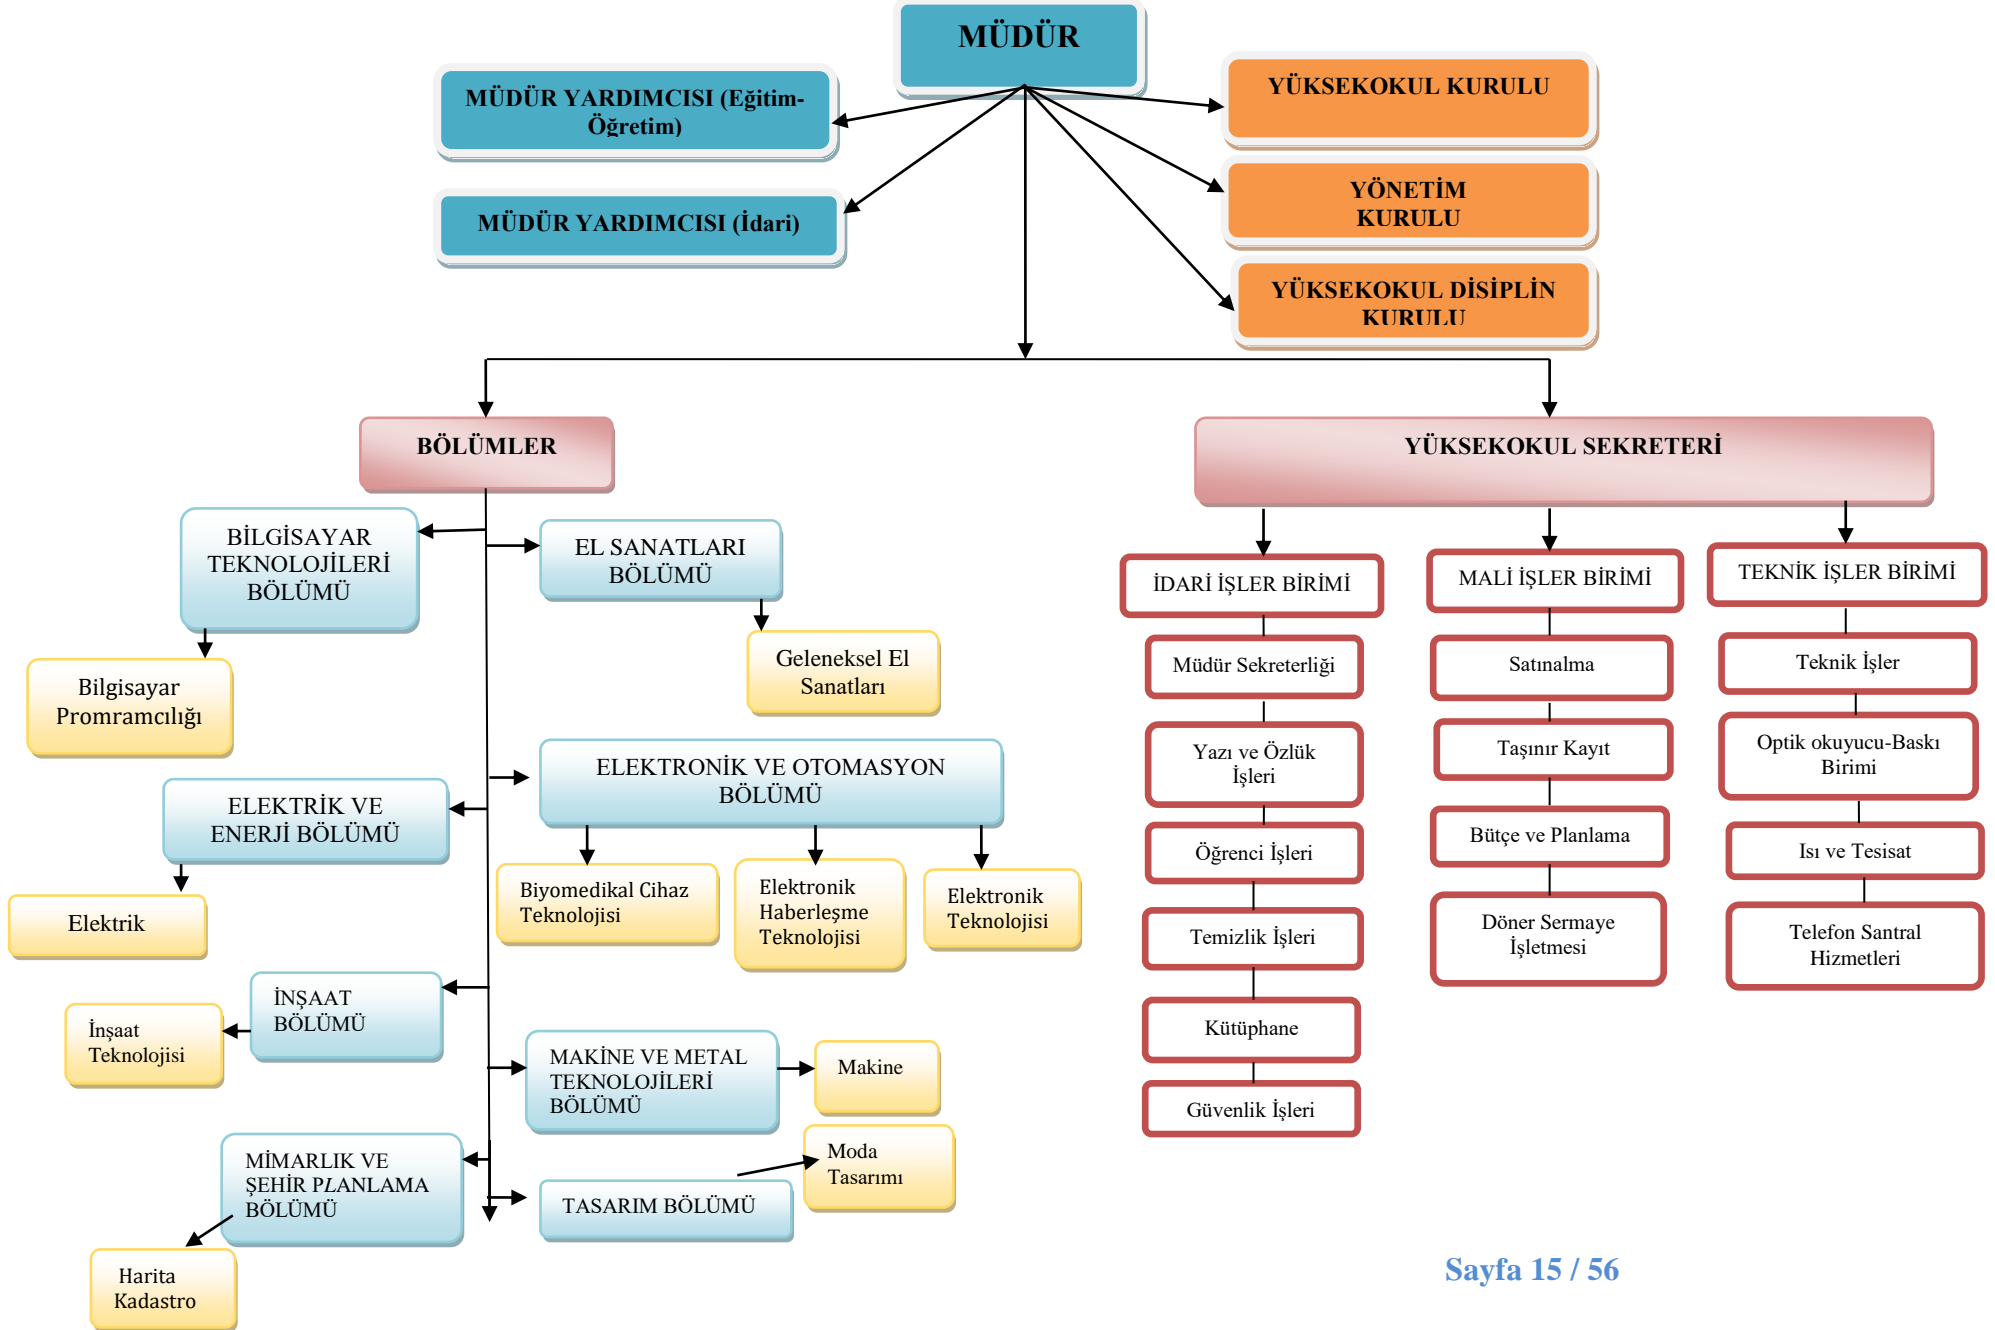 MÜDÜR
MÜDÜR YARDIMCISI (Eğitim-
Öğretim)
MÜDÜR YARDIMCISI (İdari)
YÜKSEKOKUL KURULU
YÖNETİM
KURULU
YÜKSEKOKUL DİSİPLİN
KURULU
BÖLÜMLER
YÜKSEKOKUL SEKRETERİ
BİLGİSAYAR
TEKNOLOJİLERİ
BÖLÜMÜ
EL SANATLARI
BÖLÜMÜ
Bilgisayar
Promramcılığı
Geleneksel El
Sanatları
ELEKTRİK VE
ENERJİ BÖLÜMÜ
ELEKTRONİK VE OTOMASYON
BÖLÜMÜ
Elektrik
Biyomedikal Cihaz
Teknolojisi
Elektronik
Haberleşme
Teknolojisi
Elektronik
Teknolojisi
İNŞAAT
BÖLÜMÜ
İnşaat
Teknolojisi
MAKİNE VE METAL
TEKNOLOJİLERİ
BÖLÜMÜ
Makine
MİMARLIK VE
ŞEHİR PLANLAMA
BÖLÜMÜ
Harita
Kadastro
TASARIM BÖLÜMÜ
Moda
Tasarımı
İDARİ İŞLER BİRİMİ
Müdür Sekreterliği
Yazı ve Özlük
İşleri
Öğrenci İşleri
Temizlik İşleri
Kütüphane
Güvenlik İşleri
MALİ İŞLER BİRİMİ
Satınalma
Taşınır Kayıt
Bütçe ve Planlama
Döner Sermaye
İşletmesi
TEKNİK İŞLER BİRİMİ
Teknik İşler
Optik okuyucu-Baskı
Birimi
Isı ve Tesisat
Telefon Santral
Hizmetleri
Sayfa 15 / 56